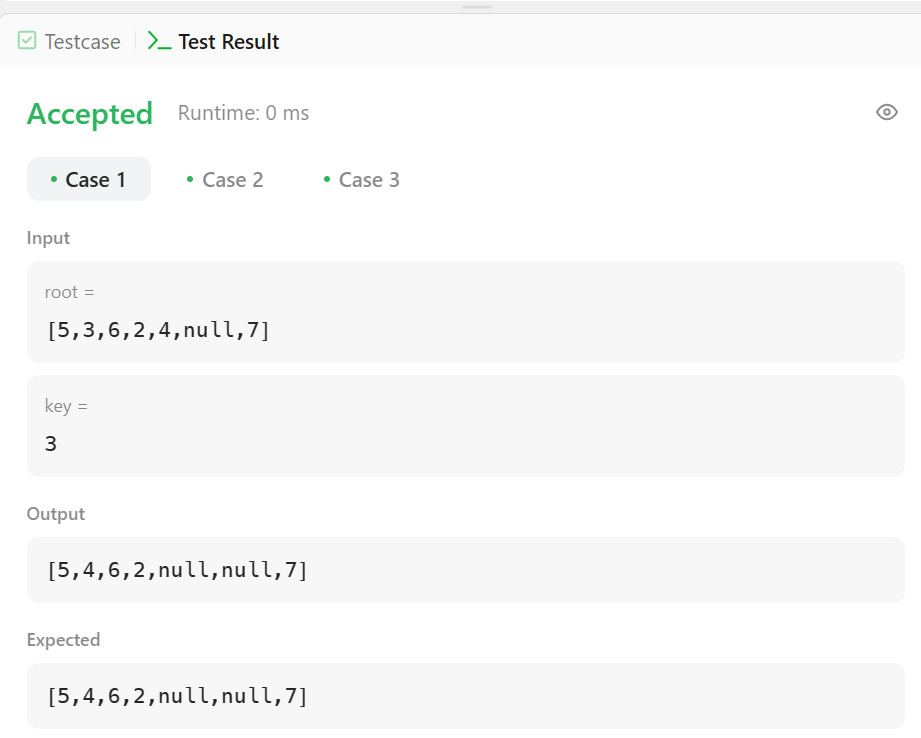 Testcase
Test Result
Accepted
Runtime: 0 ms
Case 1
Case 2
Case 3
Input
root =
[5,3,6,2,4,null,7]
key =
3
Output
[5,4,6,2,null,null,7]
Expected
[5,4,6,2,null,null,7]